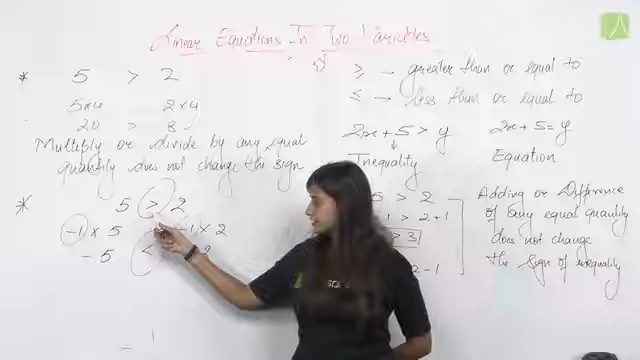 Linear Equations In Two Variables
* 5 > 2
5×4 2×4
20 > 8
Multiply or divide by any equal
quantity does not change the sign
* 5 > 2
-1 × 5 -1 × 2
-5 < 2
≥ — greater than or equal to
≤ — less than or equal to
2x+5 > y
↓
Inequality
2x+5 = y
Equation
5 > 2
1 > 2+1
> 3
2-1
Adding or Difference
of any equal quantity
does not change
the sign of inequality